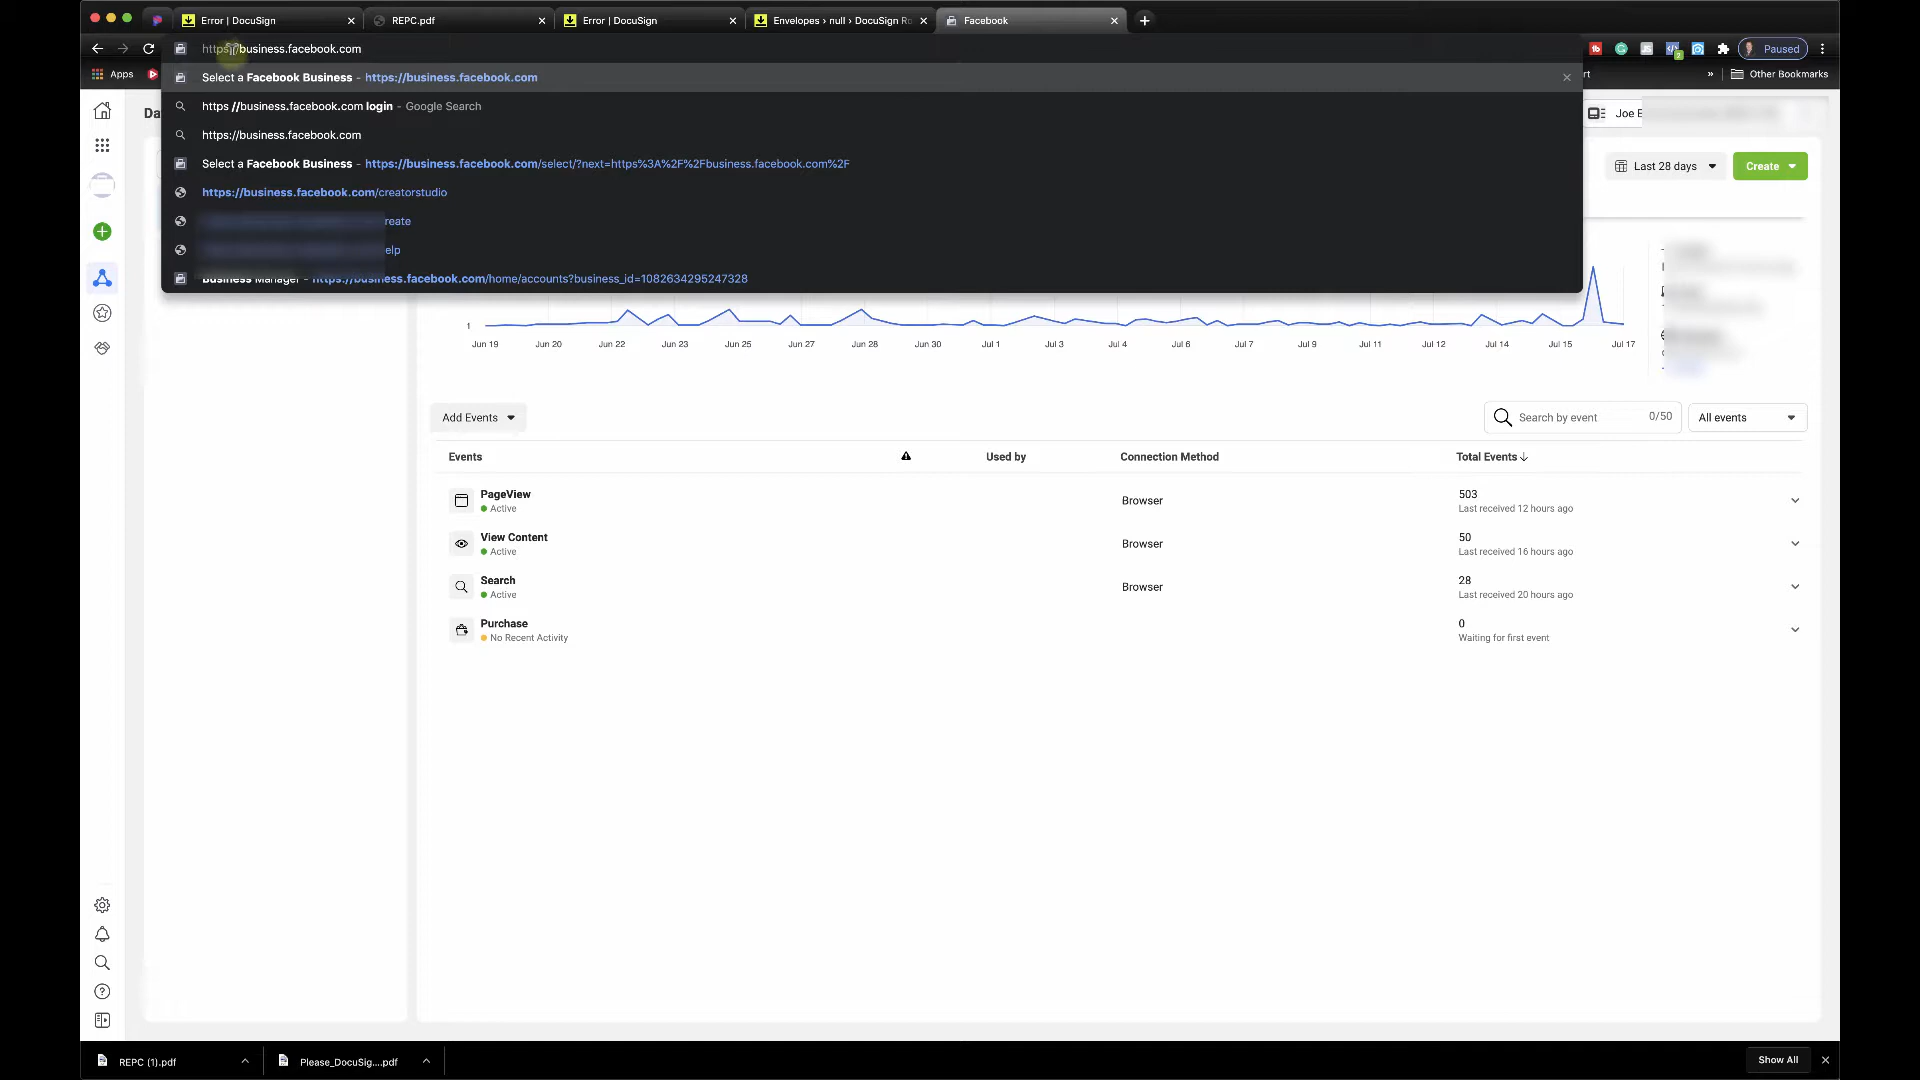 Error | DocuSign
REPC.pdf
Error | DocuSign
Envelopes › null › DocuSign Ro
Facebook
https://business.facebook.com
Paused
Apps
Other Bookmarks
Select a Facebook Business - https://business.facebook.com
https //business.facebook.com login - Google Search
https://business.facebook.com
Select a Facebook Business - https://business.facebook.com/select/?next=https%3A%2F%2Fbusiness.facebook.com%2F
https://business.facebook.com/creatorstudio
reate
elp
Business Manager - https://business.facebook.com/home/accounts?business_id=1082634295247328
Da
Joe E
Last 28 days
Create
1
Jun 19 Jun 20 Jun 22 Jun 23 Jun 25 Jun 27 Jun 28 Jun 30 Jul 1 Jul 3 Jul 4 Jul 6 Jul 7 Jul 9 Jul 11 Jul 12 Jul 14 Jul 15 Jul 17
Add Events
Search by event 0/50
All events
Events Used by Connection Method Total Events
PageView
Active
Browser
503
Last received 12 hours ago
View Content
Active
Browser
50
Last received 16 hours ago
Search
Active
Browser
28
Last received 20 hours ago
Purchase
No Recent Activity
0
Waiting for first event
REPC (1).pdf
Please_DocuSig....pdf
Show All